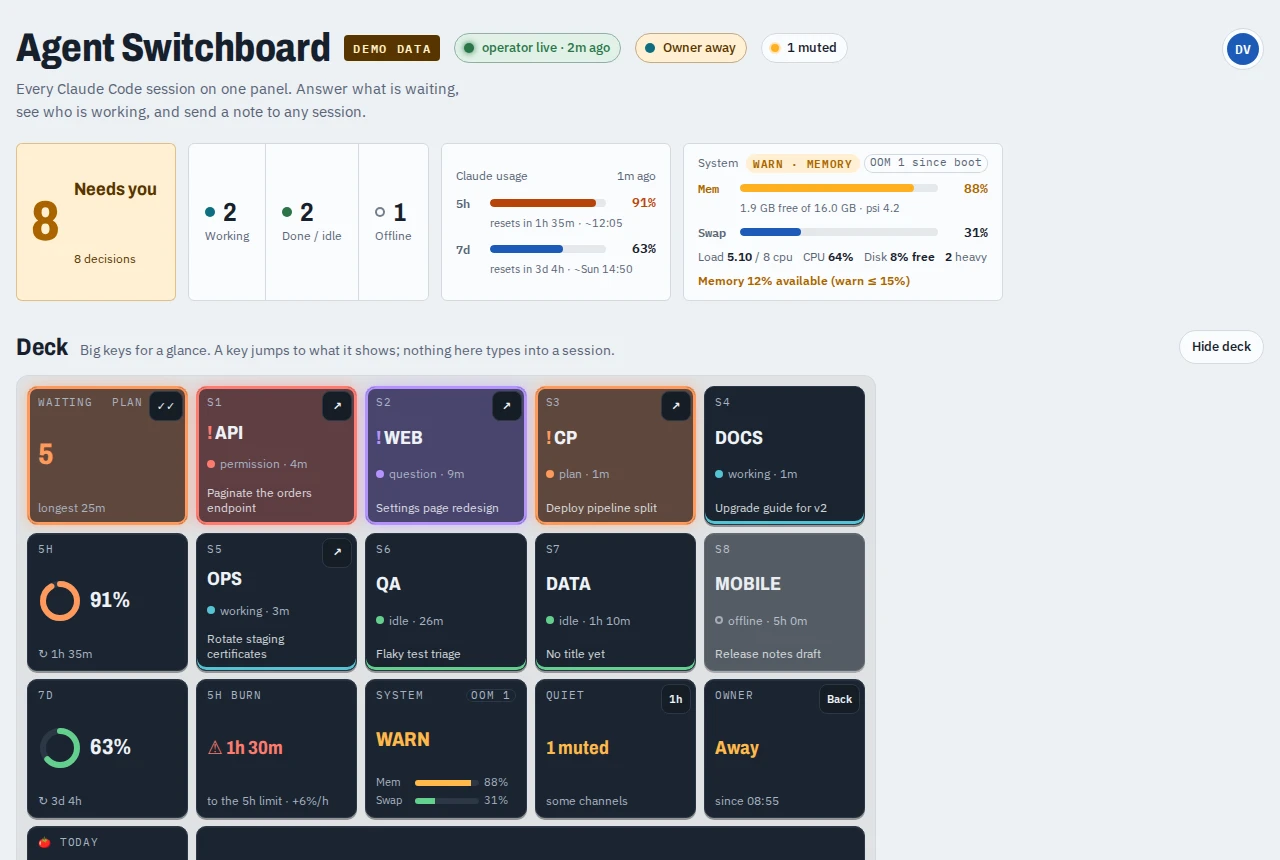 Agent Switchboard DEMO DATA operator live · 2m ago Owner away 1 muted DV
Every Claude Code session on one panel. Answer what is waiting,
see who is working, and send a note to any session.
8 Needs you
8 decisions
2 Working
2 Done / idle
1 Offline
Claude usage 1m ago
5h 91%
resets in 1h 35m · ~12:05
7d 63%
resets in 3d 4h · ~Sun 14:50
System WARN · MEMORY OOM 1 since boot
Mem 88%
1.9 GB free of 16.0 GB · psi 4.2
Swap 31%
Load 5.10 / 8 cpu CPU 64% Disk 8% free 2 heavy
Memory 12% available (warn ≤ 15%)
Deck Big keys for a glance. A key jumps to what it shows; nothing here types into a session. Hide deck
WAITING PLAN ✓✓
5
longest 25m
S1 ↗
!API
permission · 4m
Paginate the orders
endpoint
S2 ↗
!WEB
question · 9m
Settings page redesign
S3 ↗
!CP
plan · 1m
Deploy pipeline split
S4
DOCS
working · 1m
Upgrade guide for v2
5H
91%
↻ 1h 35m
S5 ↗
OPS
working · 3m
Rotate staging
certificates
S6
QA
idle · 26m
Flaky test triage
S7
DATA
idle · 1h 10m
No title yet
S8
MOBILE
offline · 5h 0m
Release notes draft
7D
63%
↻ 3d 4h
5H BURN
⚠ 1h 30m
to the 5h limit · +6%/h
SYSTEM OOM 1
WARN
Mem 88%
Swap 31%
QUIET 1h
1 muted
some channels
OWNER Back
Away
since 08:55
🍅 TODAY